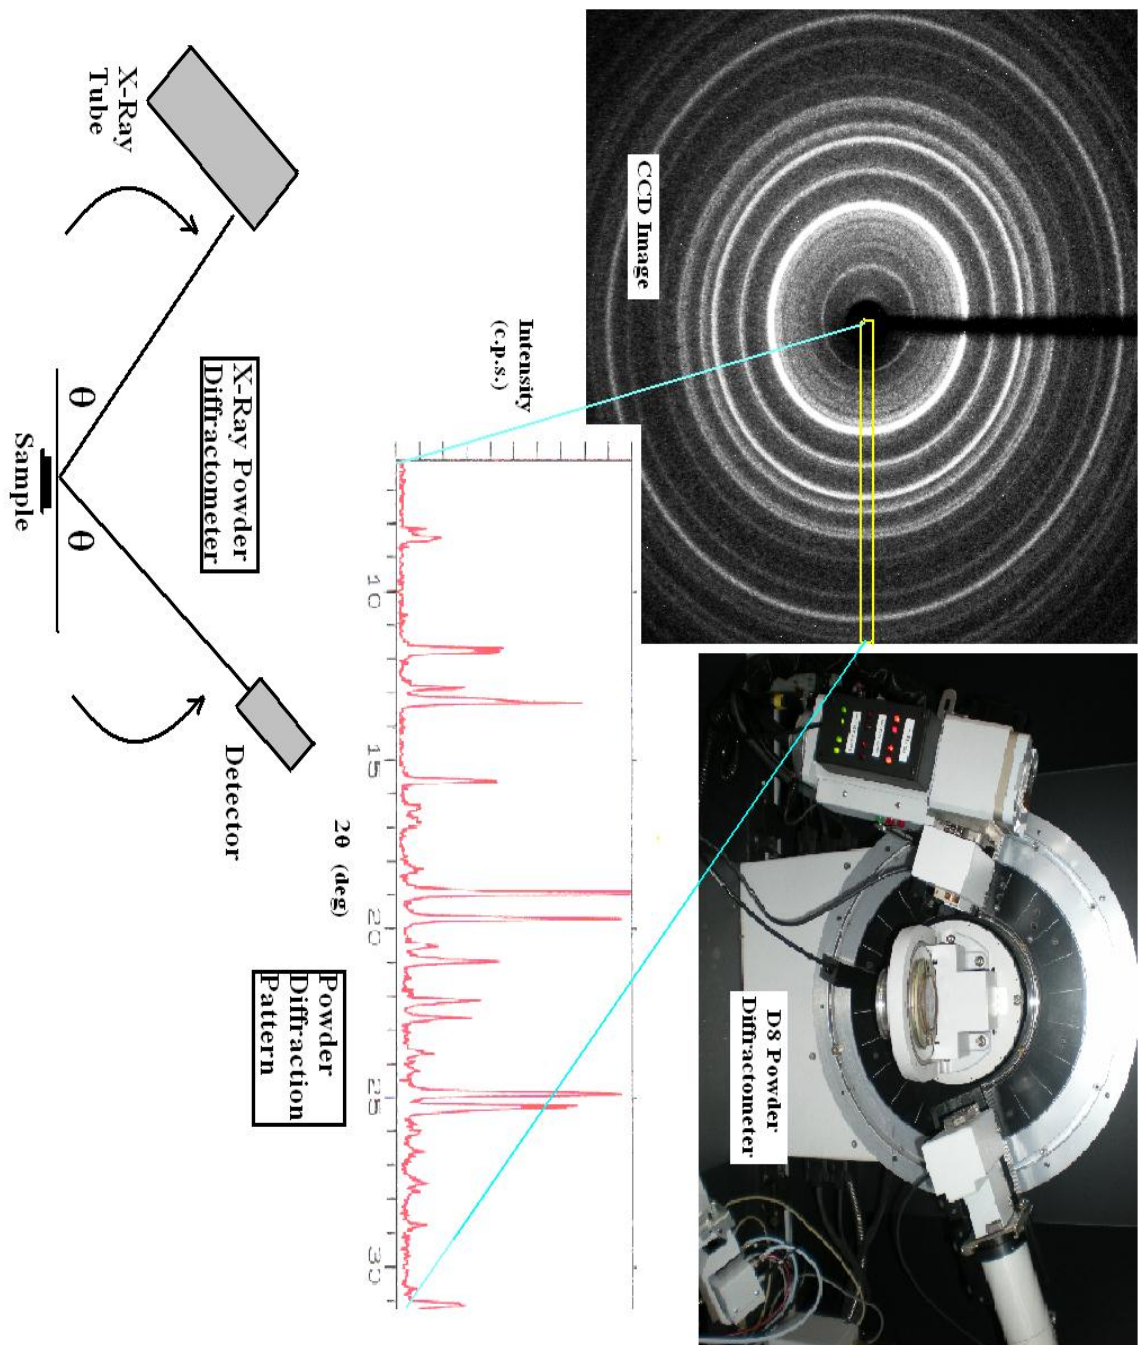 CCD Image
D8 Powder
Diffractometer
Intensity
(c.p.s.)
10
15
20
25
30
2θ (deg)
X-Ray
Tube
X-Ray Powder
Diffractometer
θ
θ
Sample
Detector
Powder
Diffraction
Pattern